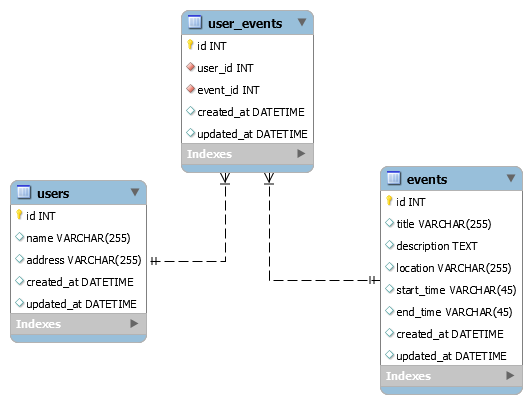 user_events
id INT
user_id INT
event_id INT
created_at DATETIME
updated_at DATETIME
Indexes
users
id INT
name VARCHAR(255)
address VARCHAR(255)
created_at DATETIME
updated_at DATETIME
Indexes
events
id INT
title VARCHAR(255)
description TEXT
location VARCHAR(255)
start_time VARCHAR(45)
end_time VARCHAR(45)
created_at DATETIME
updated_at DATETIME
Indexes